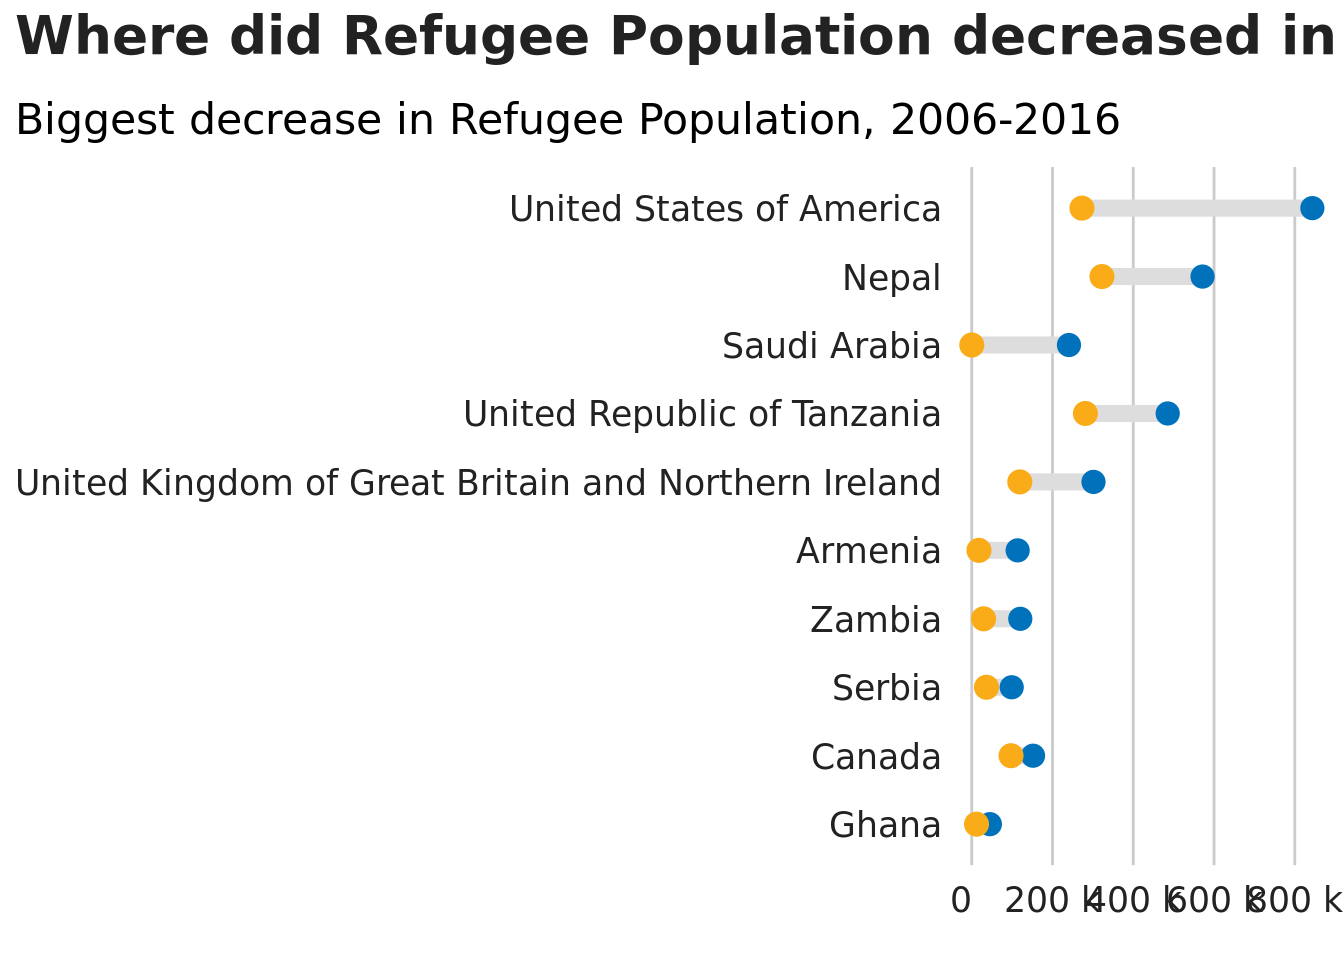 Where did Refugee Population decreased in
Biggest decrease in Refugee Population, 2006-2016
United States of America
Nepal
Saudi Arabia
United Republic of Tanzania
United Kingdom of Great Britain and Northern Ireland
Armenia
Zambia
Serbia
Canada
Ghana
0 200 k 400 k 600 k 800 k